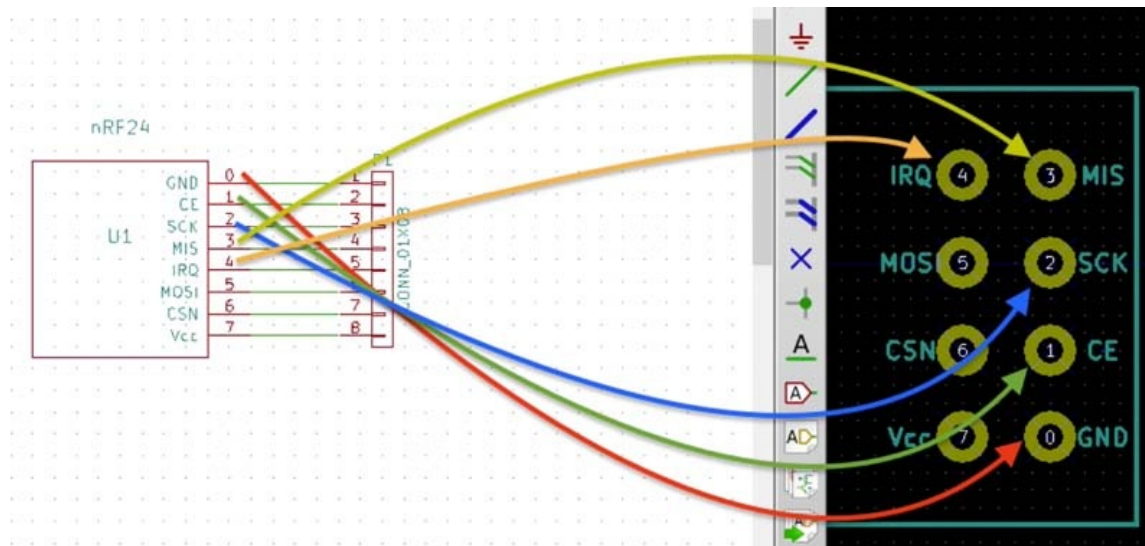 nRF24
U1
GND 0
CE 1
SCK 2
MIS 3
IRQ 4
MOSI 5
CSN 6
Vcc 7
P1
1
2
3
4
5
7
8
CONN_01X08
A
A
IRQ 4 3 MIS
MOSI 5 2 SCK
CSN 6 1 CE
Vcc 7 0 GND